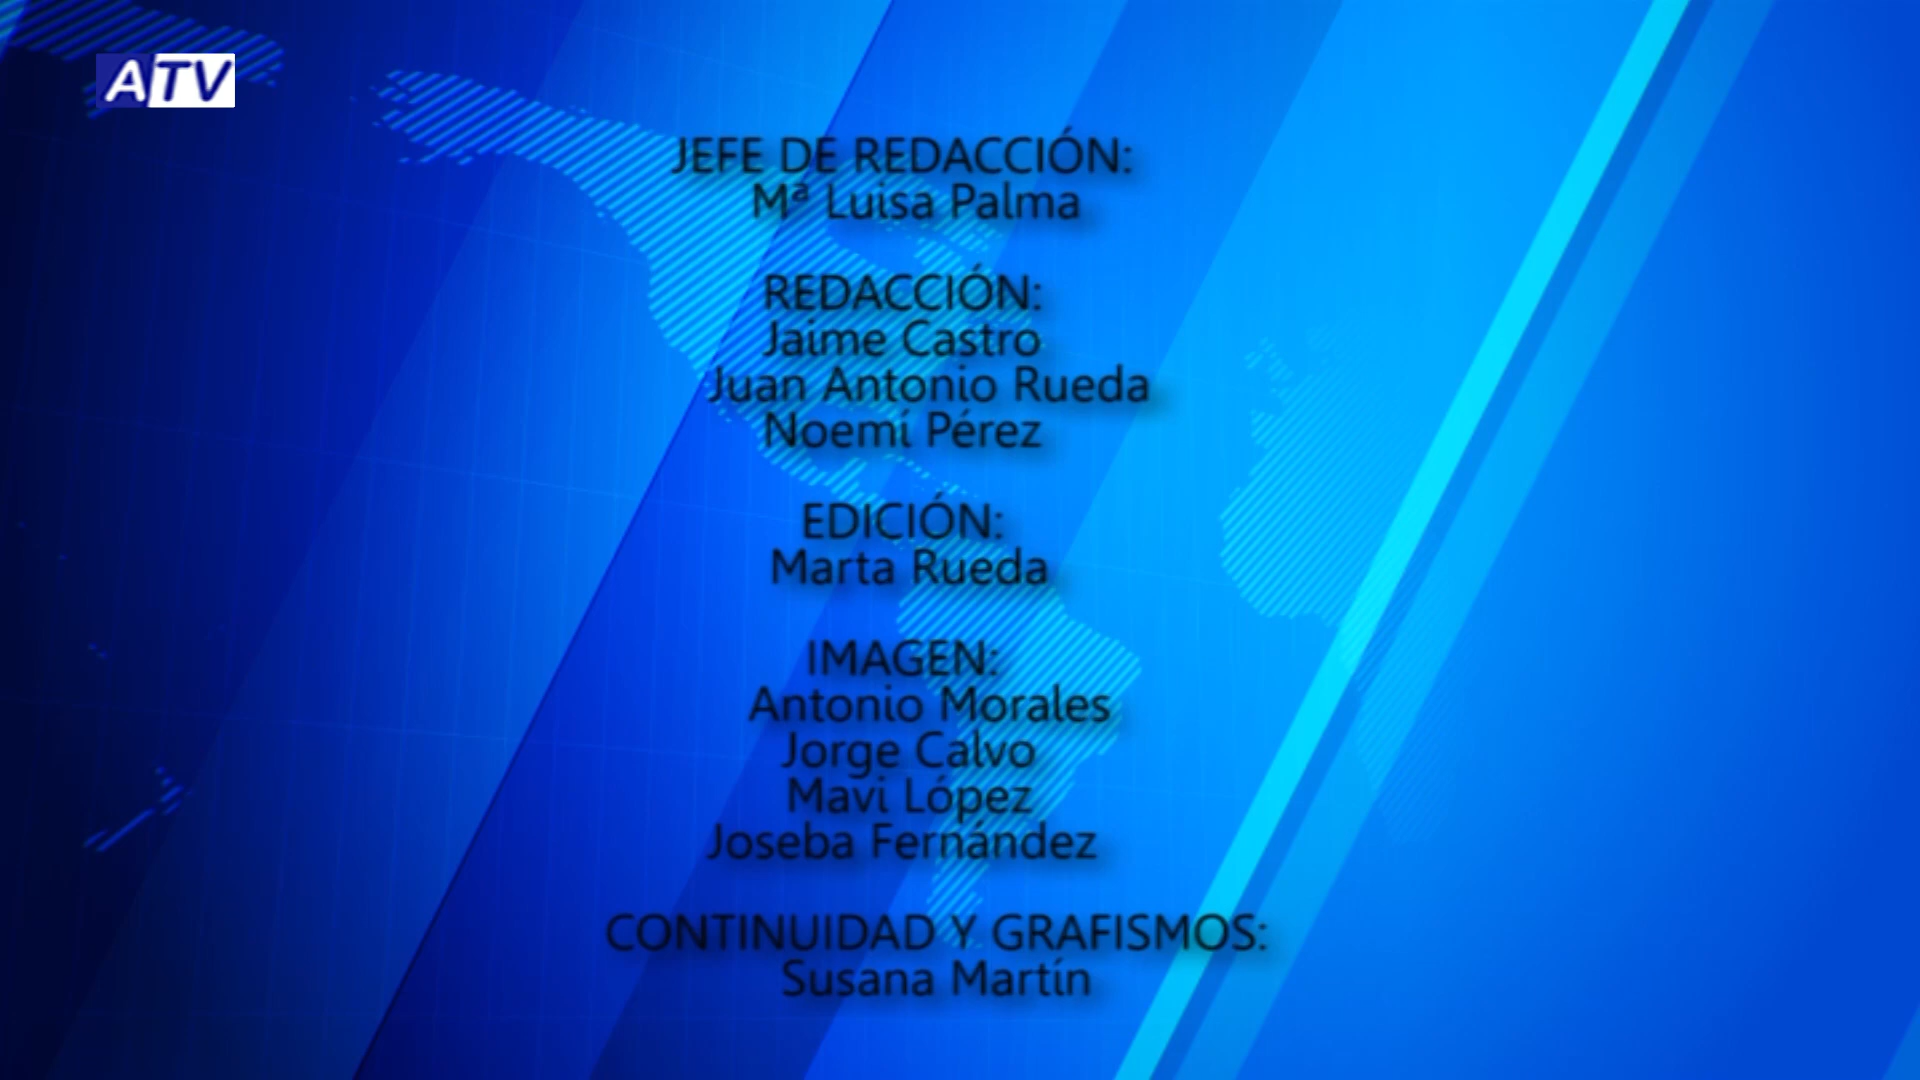 ATV
JEFE DE REDACCIÓN:
Mª Luisa Palma
REDACCIÓN:
Jaime Castro
Juan Antonio Rueda
Noemí Pérez
EDICIÓN:
Marta Rueda
IMAGEN:
Antonio Morales
Jorge Calvo
Mavi López
Joseba Fernández
CONTINUIDAD Y GRAFISMOS:
Susana Martín